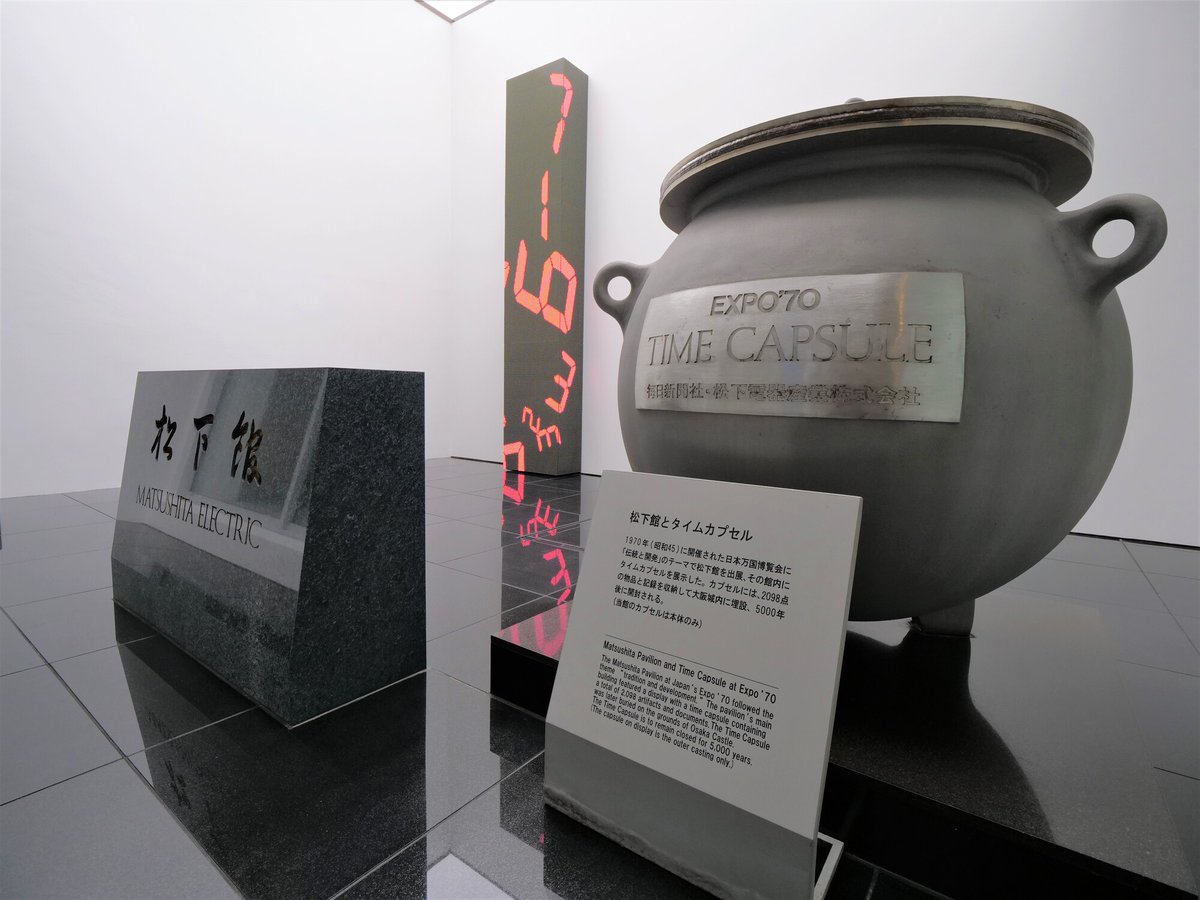 松下館
MATSUSHITA ELECTRIC
EXPO'70
TIME CAPSULE
毎日新聞社・松下電器産業株式会社
松下館とタイムカプセル
1970年(昭和45)に開催された日本万国博覧会に
「伝統と開発」のテーマで松下館を出展、その館内に
タイムカプセルを展示した。カプセルには、2098点
の物品と記録を収納して大阪城内に埋設、5000年
後に開封される。
(当館のカプセルは本体のみ)
Matsushita Pavilion and Time Capsule at Expo '70
The Matsushita Pavilion at Japan's Expo '70 followed the
theme "tradition and development." The pavilion's main
building featured a display with a time capsule containing
a total of 2,098 artifacts and documents. The Time Capsule
was later buried on the grounds of Osaka Castle.
The Time Capsule is to remain closed for 5,000 years.
(The capsule on display is the outer casting only.)